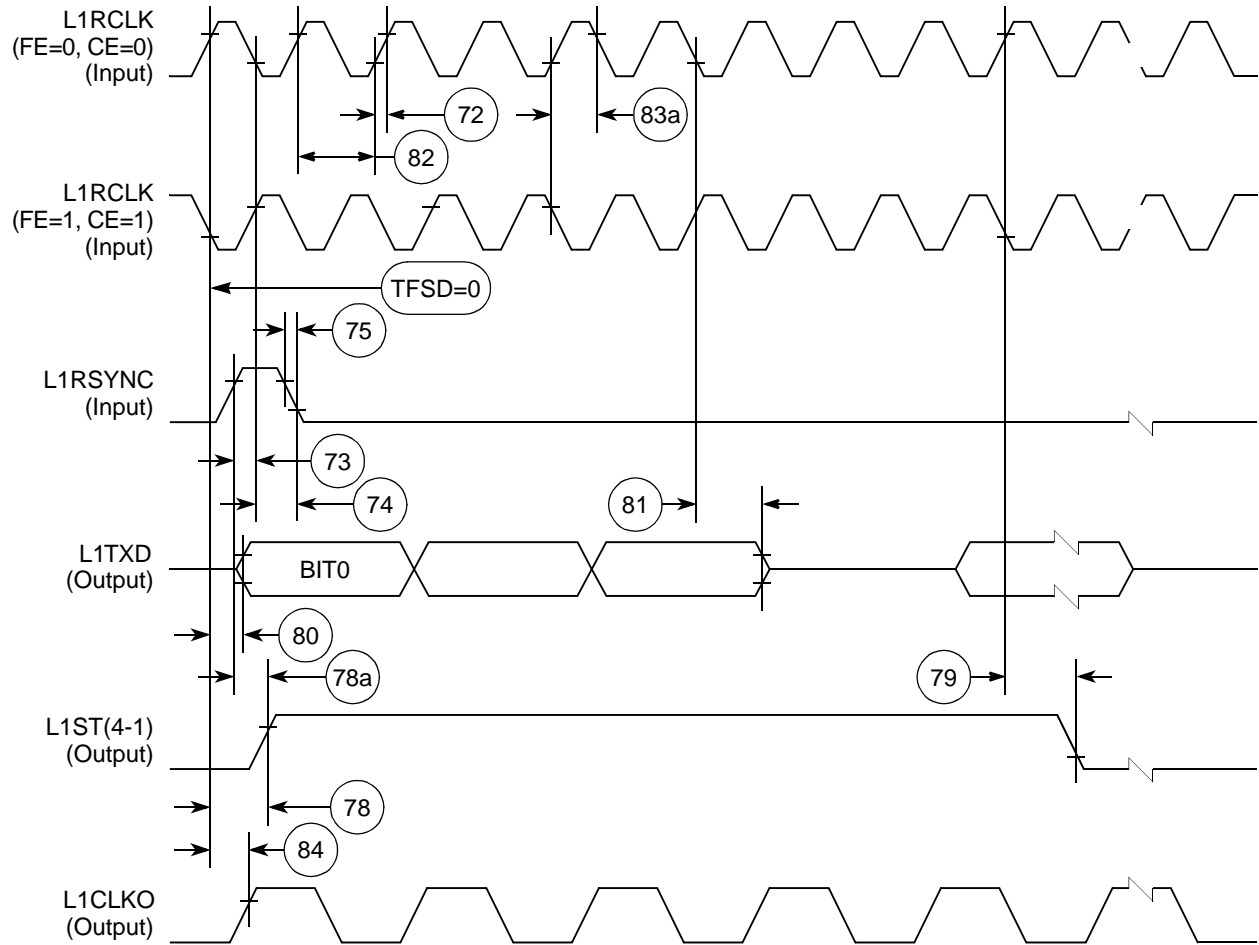 L1RCLK
(FE=0, CE=0)
(Input)
72
83a
82
L1RCLK
(FE=1, CE=1)
(Input)
TFSD=0
75
L1RSYNC
(Input)
73
74
81
L1TXD
(Output)
BIT0
80
78a
79
L1ST(4-1)
(Output)
78
84
L1CLKO
(Output)